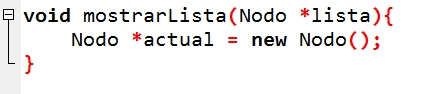 void mostrarLista(Nodo *lista){
    Nodo *actual = new Nodo();
}